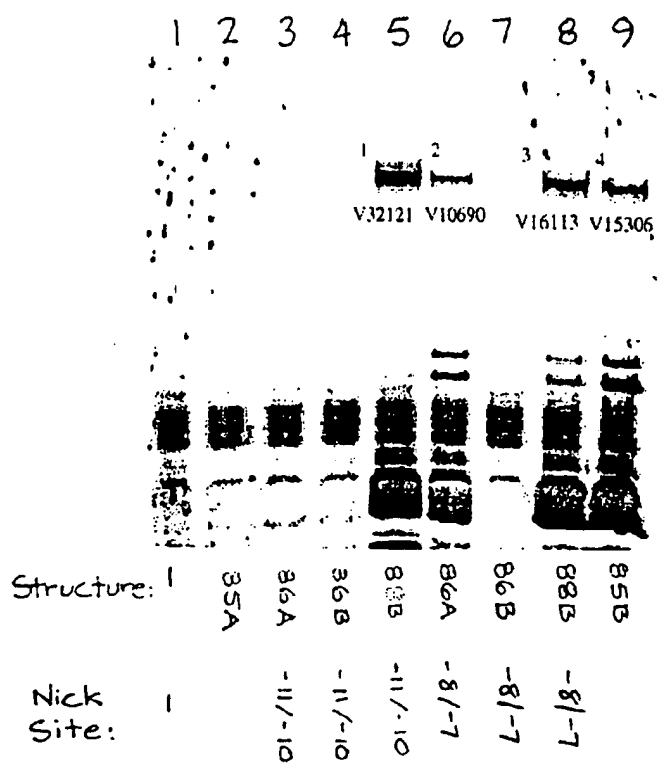 1 2 3 4 5 6 7 8 9
1 2 3 4
V32121 V10690 V16113 V15306
Structure: | 85A 86A 86B 88B 86A 86B 88B 85B
Nick
Site: | -11/-10 -11/-10 -11/-10 -8/-7 -8/-7 -8/-7